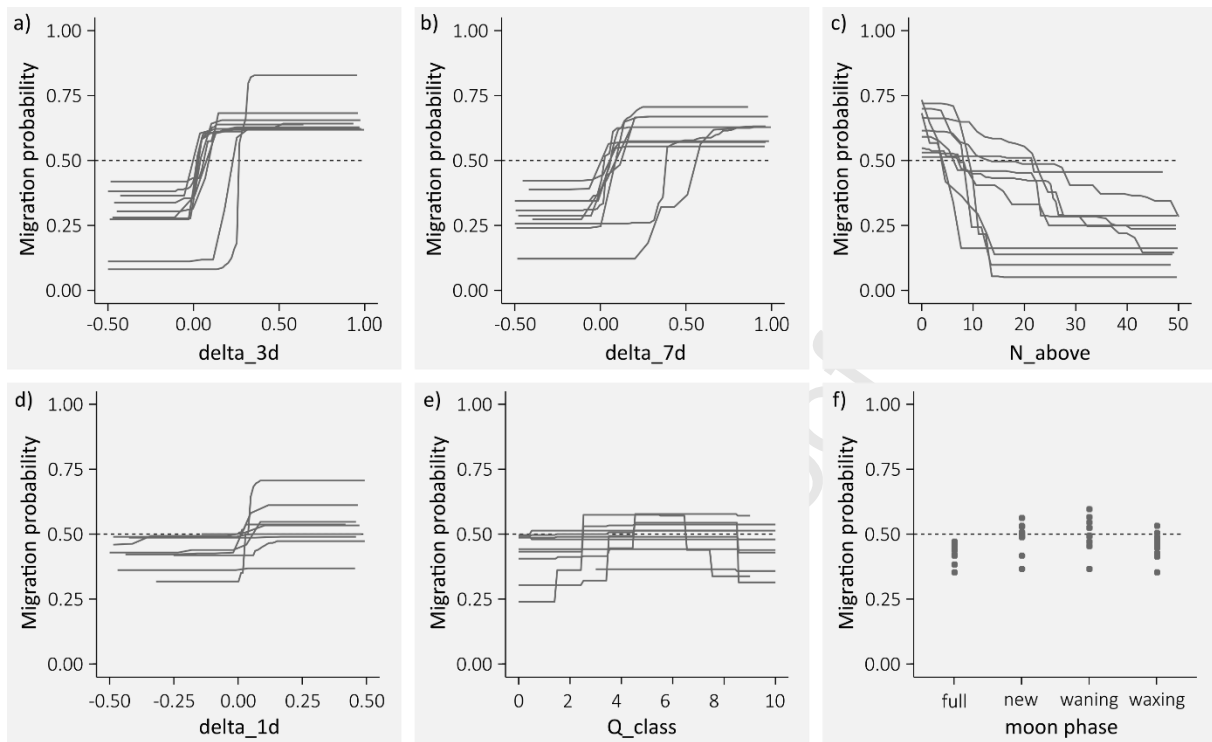 a)
1.00
0.75
0.50
0.25
0.00
Migration probability
-0.50 0.00 0.50 1.00
delta_3d
b)
1.00
0.75
0.50
0.25
0.00
Migration probability
-0.50 0.00 0.50 1.00
delta_7d
c)
1.00
0.75
0.50
0.25
0.00
Migration probability
0 10 20 30 40 50
N_above
d)
1.00
0.75
0.50
0.25
0.00
Migration probability
-0.50 -0.25 0.00 0.25 0.50
delta_1d
e)
1.00
0.75
0.50
0.25
0.00
Migration probability
0 2 4 6 8 10
Q_class
f)
1.00
0.75
0.50
0.25
0.00
Migration probability
full new waning waxing
moon phase